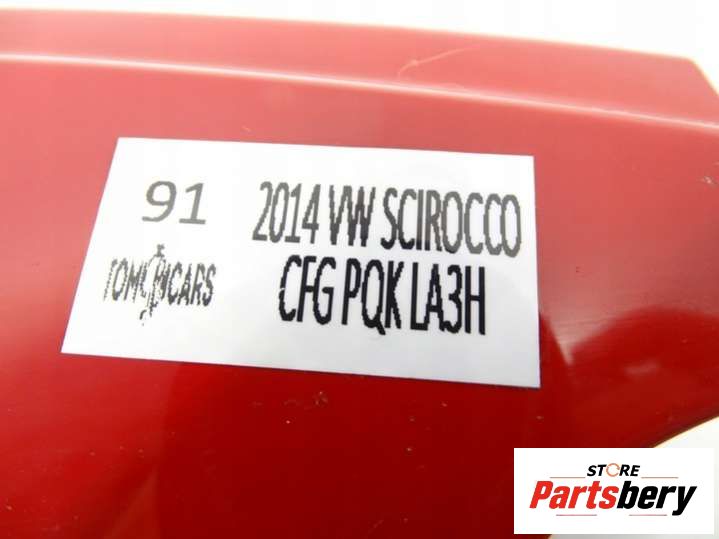 91
2014 VW SCIROCCO
CFG PQK LA3H
STORE
Partsbery